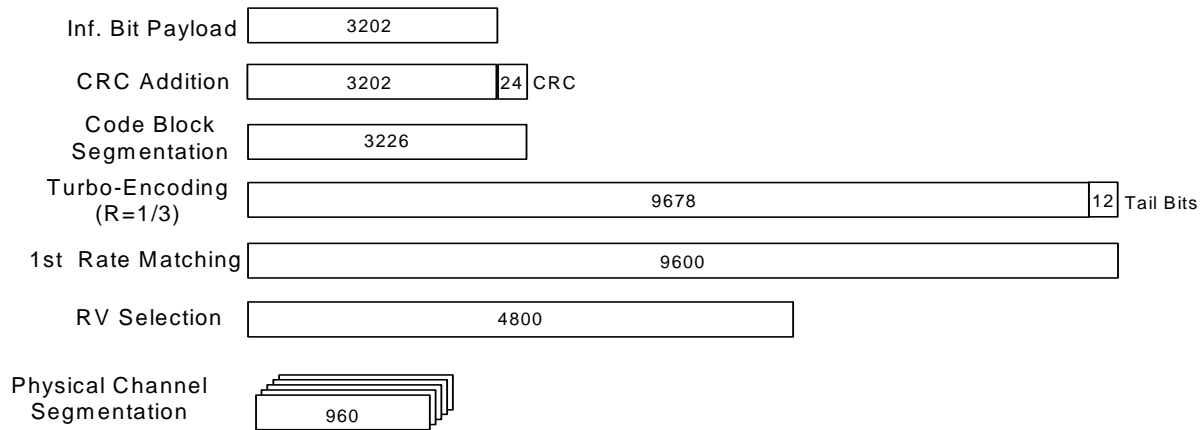 Inf. Bit Payload 3202
CRC Addition 3202 24 CRC
Code Block
Segmentation 3226
Turbo-Encoding
(R=1/3) 9678 12 Tail Bits
1st Rate Matching 9600
RV Selection 4800
Physical Channel
Segmentation 960